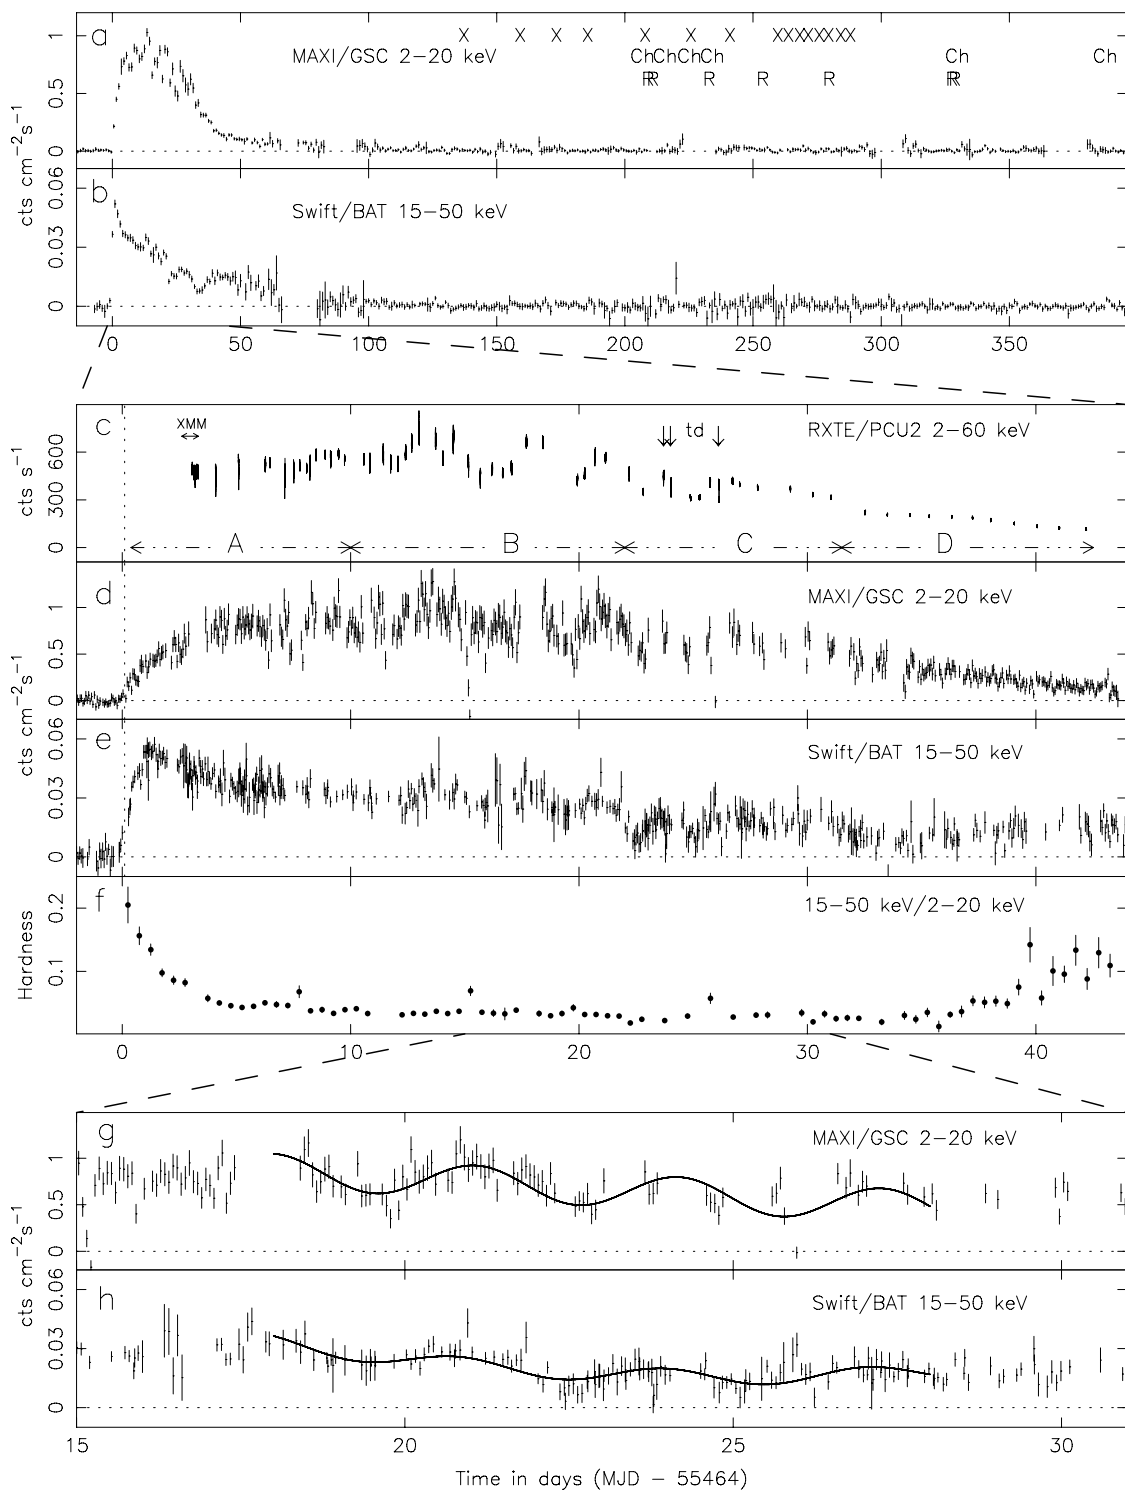 a
X X X X X X X XXXXXXXXX
MAXI/GSC 2−20 keV
ChChChCh Ch Ch
RR R R R RR
1
0.5
0
b
Swift/BAT 15−50 keV
0.06
0.03
0
cts cm−2s−1
0 50 100 150 200 250 300 350
c
XMM
td
RXTE/PCU2 2−60 keV
600
300
0
cts s−1
A B C D
d
MAXI/GSC 2−20 keV
1
0.5
0
e
Swift/BAT 15−50 keV
0.06
0.03
0
cts cm−2s−1
f
15−50 keV/2−20 keV
0.2
0.1
Hardness
0 10 20 30 40
g
MAXI/GSC 2−20 keV
1
0.5
0
h
Swift/BAT 15−50 keV
0.06
0.03
0
cts cm−2s−1
15 20 25 30
Time in days (MJD − 55464)